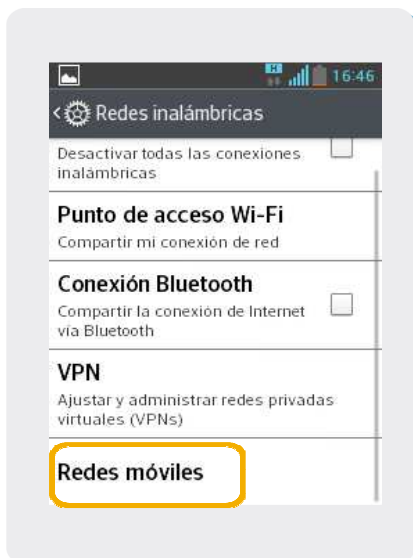 H
16:46
Redes inalámbricas
Desactivar todas las conexiones
inalámbricas
Punto de acceso Wi-Fi
Compartir mi conexión de red
Conexión Bluetooth
Compartir la conexión de Internet
vía Bluetooth
VPN
Ajustar y administrar redes privadas
virtuales (VPNs)
Redes móviles